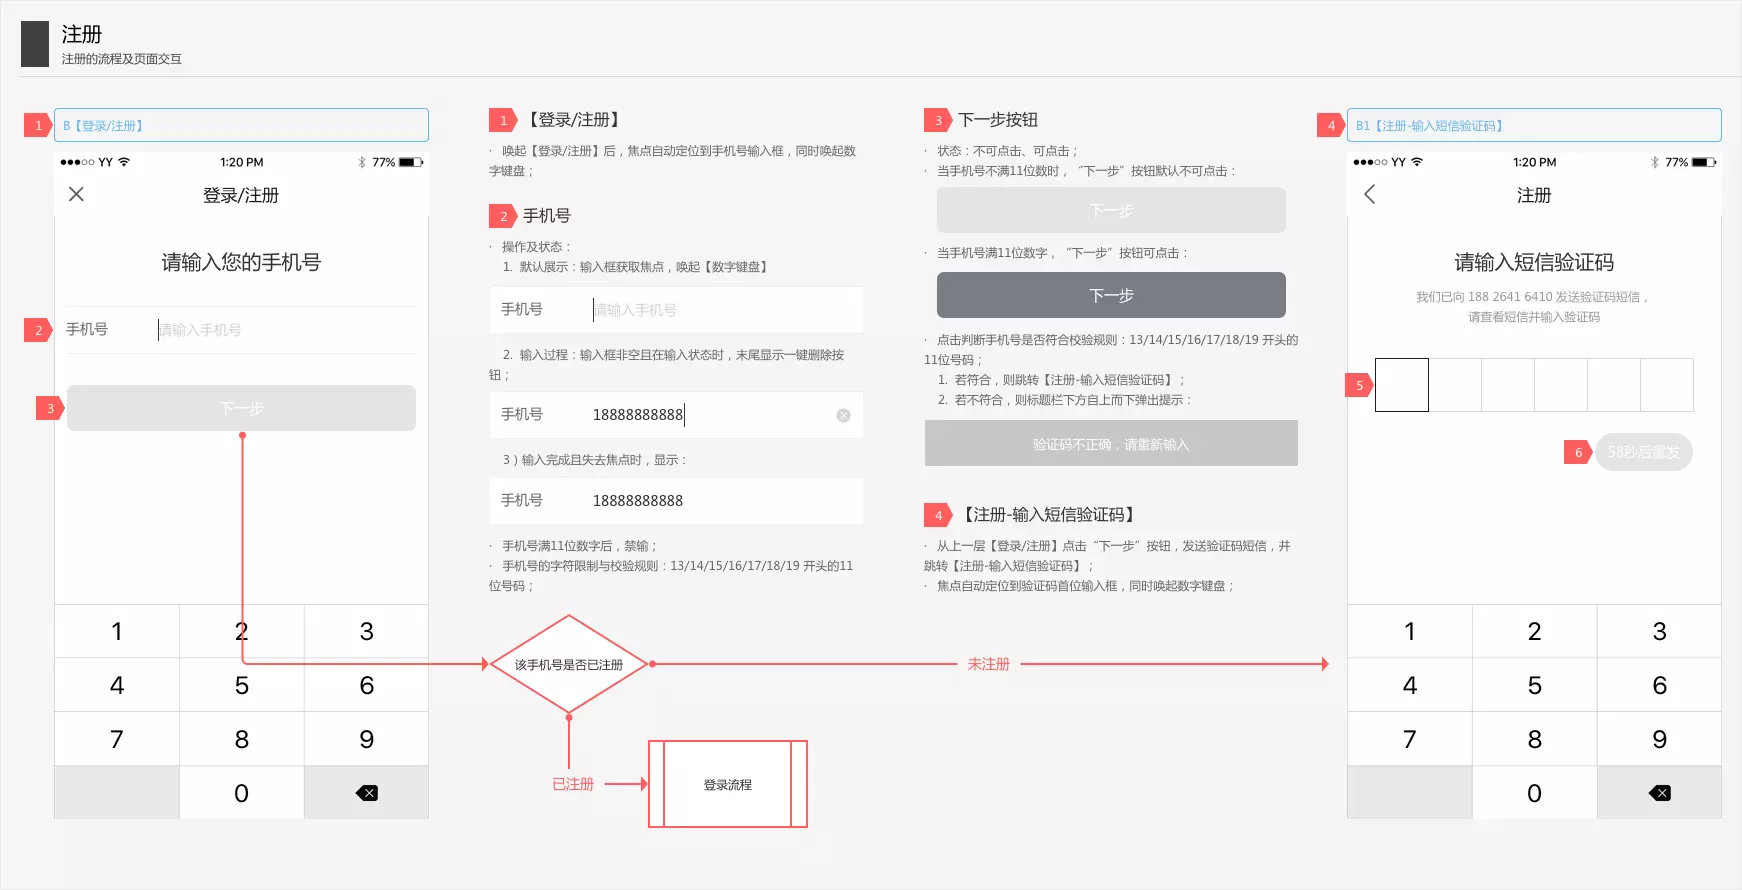 注册
注册的流程及页面交互
1
B【登录/注册】
YY
1:20 PM
77%
登录/注册
请输入您的手机号
2
手机号
请输入手机号
3
下一步
1
2
3
4
5
6
7
8
9
0
1 【登录/注册】
· 唤起【登录/注册】后，焦点自动定位到手机号输入框，同时唤起数
字键盘；
2 手机号
· 操作及状态：
1. 默认展示：输入框获取焦点，唤起【数字键盘】
手机号 请输入手机号
2. 输入过程：输入框非空且在输入状态时，末尾显示一键删除按
钮；
手机号 18888888888
3）输入完成且失去焦点时，显示：
手机号 18888888888
· 手机号满11位数字后，禁输；
· 手机号的字符限制与校验规则：13/14/15/16/17/18/19 开头的11
位号码；
该手机号是否已注册
未注册
已注册
登录流程
3 下一步按钮
· 状态：不可点击、可点击；
· 当手机号不满11位数时，“下一步”按钮默认不可点击：
下一步
· 当手机号满11位数字，“下一步”按钮可点击：
下一步
· 点击判断手机号是否符合校验规则：13/14/15/16/17/18/19 开头的
11位号码；
1. 若符合，则跳转【注册-输入短信验证码】；
2. 若不符合，则标题栏下方自上而下弹出提示：
验证码不正确，请重新输入
4 【注册-输入短信验证码】
· 从上一层【登录/注册】点击“下一步”按钮，发送验证码短信，并
跳转【注册-输入短信验证码】；
· 焦点自动定位到验证码首位输入框，同时唤起数字键盘；
4
B1【注册-输入短信验证码】
YY
1:20 PM
77%
注册
请输入短信验证码
我们已向 188 2641 6410 发送验证码短信，
请查看短信并输入验证码
5
6
58秒后重发
1
2
3
4
5
6
7
8
9
0